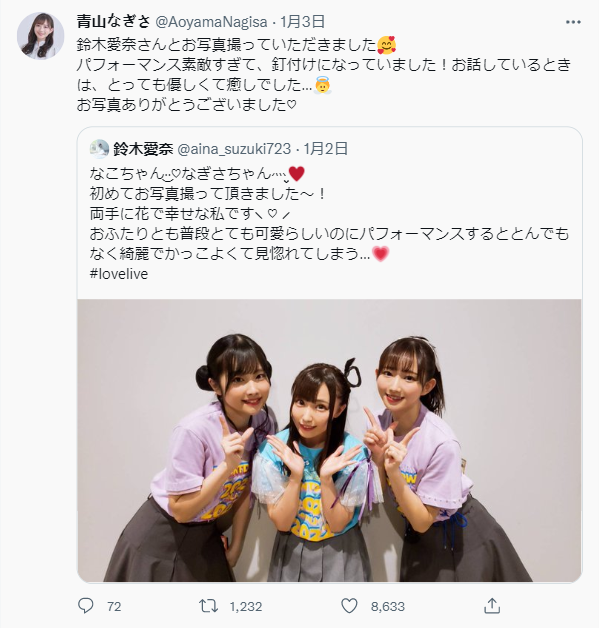 青山なぎさ @AoyamaNagisa · 1月3日
鈴木愛奈さんとお写真撮っていただきました🥰
パフォーマンス素敵すぎて、釘付けになっていました！お話しているとき
は、とっても優しくて癒しでした...😇
お写真ありがとうございました♡
鈴木愛奈 @aina_suzuki723 · 1月2日
なこちゃん·͜·♡なぎさちゃん˶ˆ꒳ˆ˵♥
初めてお写真撮って頂きました〜！
両手に花で幸せな私です⸜♡⸝
おふたりとも普段とても可愛らしいのにパフォーマンスするととんでも
なく綺麗でかっこよくて見惚れてしまう...💗
#lovelive
72 1,232 8,633